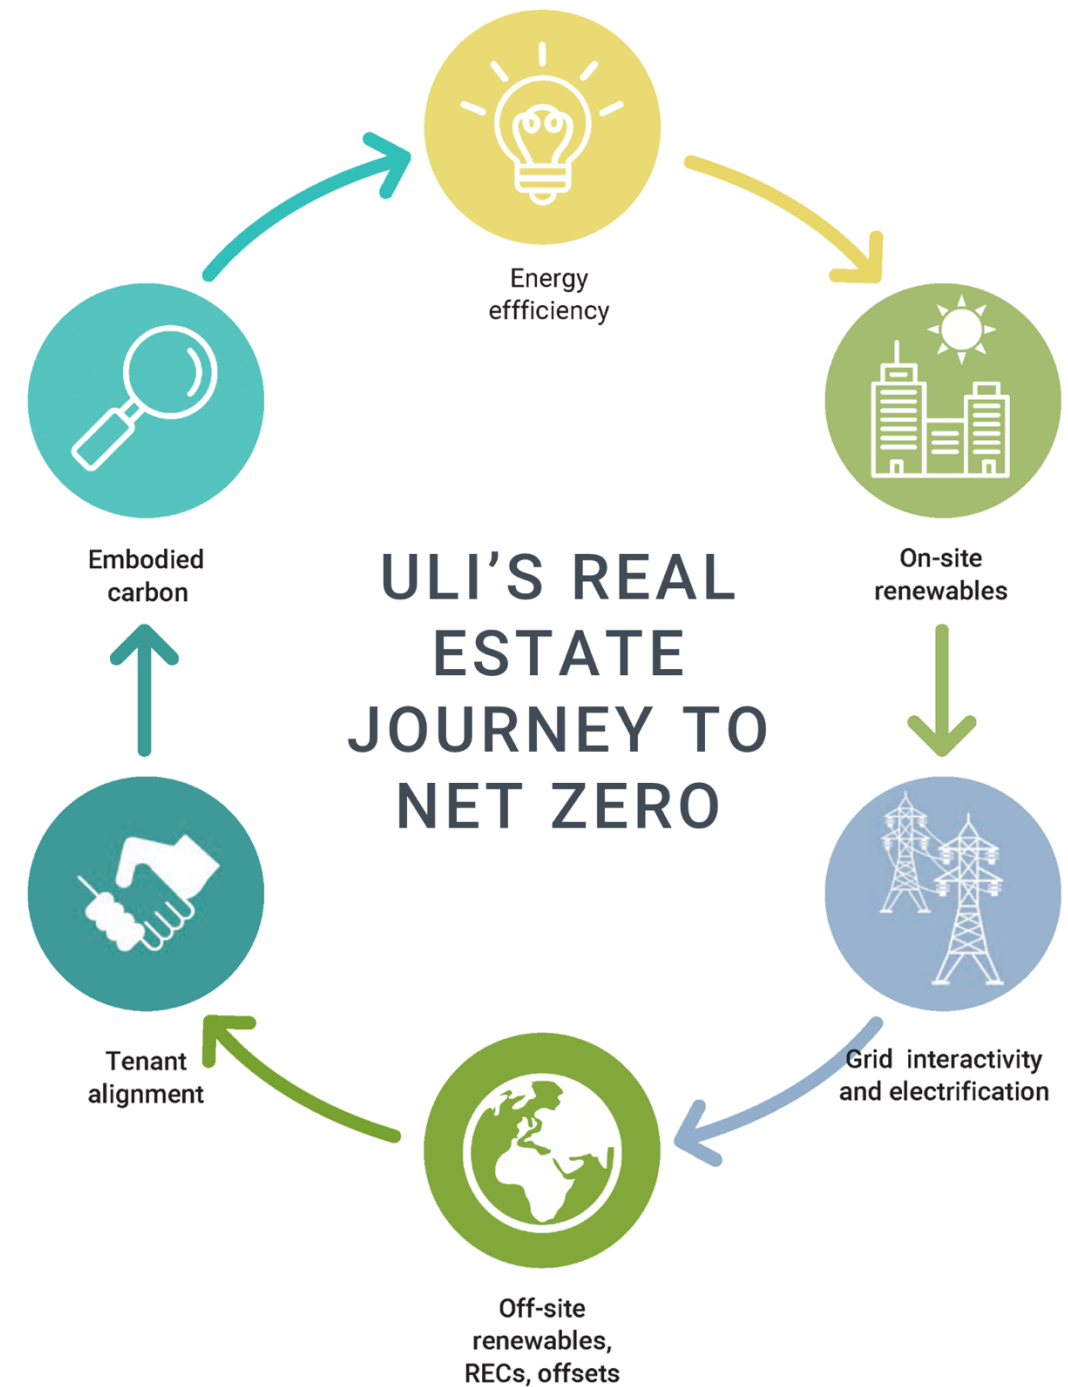 Energy
effficiency
On-site
renewables
Grid interactivity
and electrification
Off-site
renewables,
RECs, offsets
Tenant
alignment
Embodied
carbon
ULI’S REAL
ESTATE
JOURNEY TO
NET ZERO